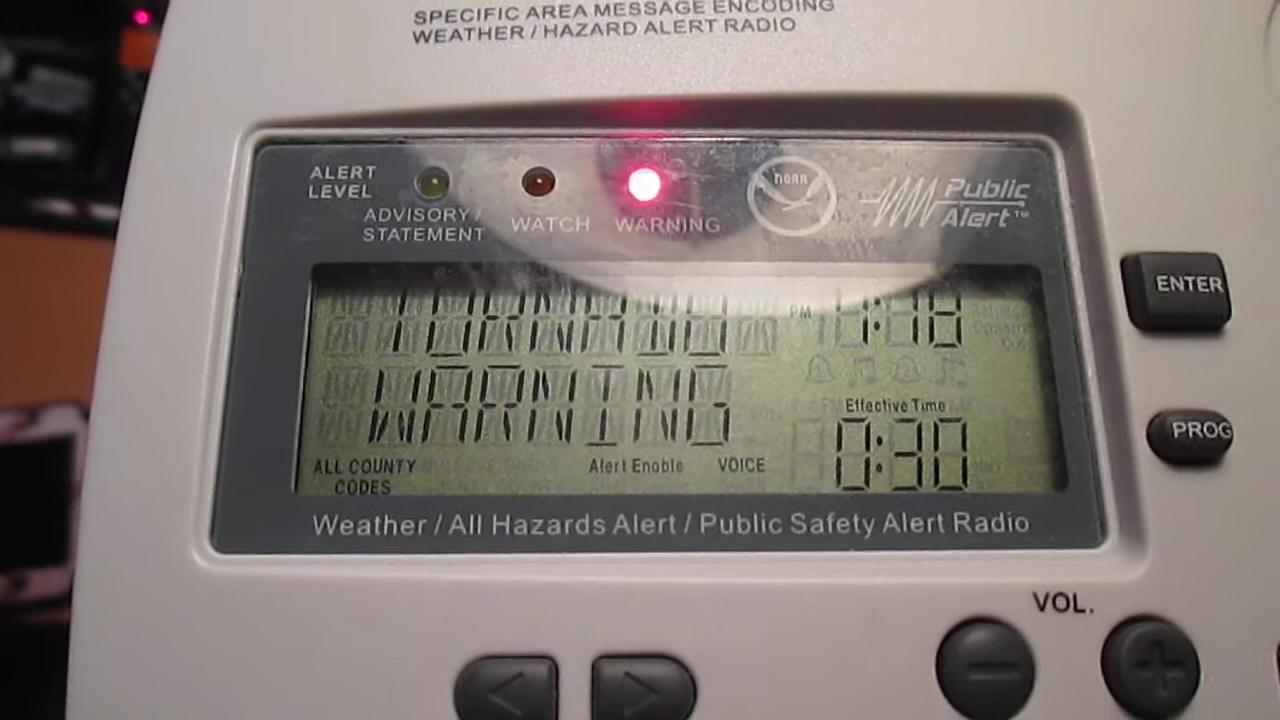 SPECIFIC AREA MESSAGE ENCODING
WEATHER / HAZARD ALERT RADIO
ALERT
LEVEL
ADVISORY /
STATEMENT
WATCH
WARNING
noaa
Public
Alert™
TORNADO
PM
WARNING
Effective Time
0:30
ALL COUNTY
CODES
Alert Enable
VOICE
Weather / All Hazards Alert / Public Safety Alert Radio
ENTER
PROG
VOL.
<
>
−
+